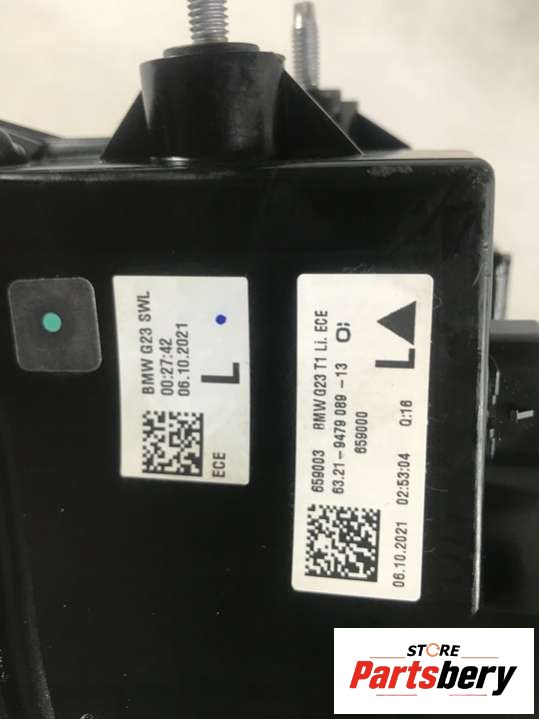 BMW G23 SWL
00:27:42
06.10.2021
L
ECE
659003 BMW G23 T1 Li. ECE
63.21-9479 089-13 O:
659000
L
06.10.2021 02:53:04 Q:16
STORE
Partsbery